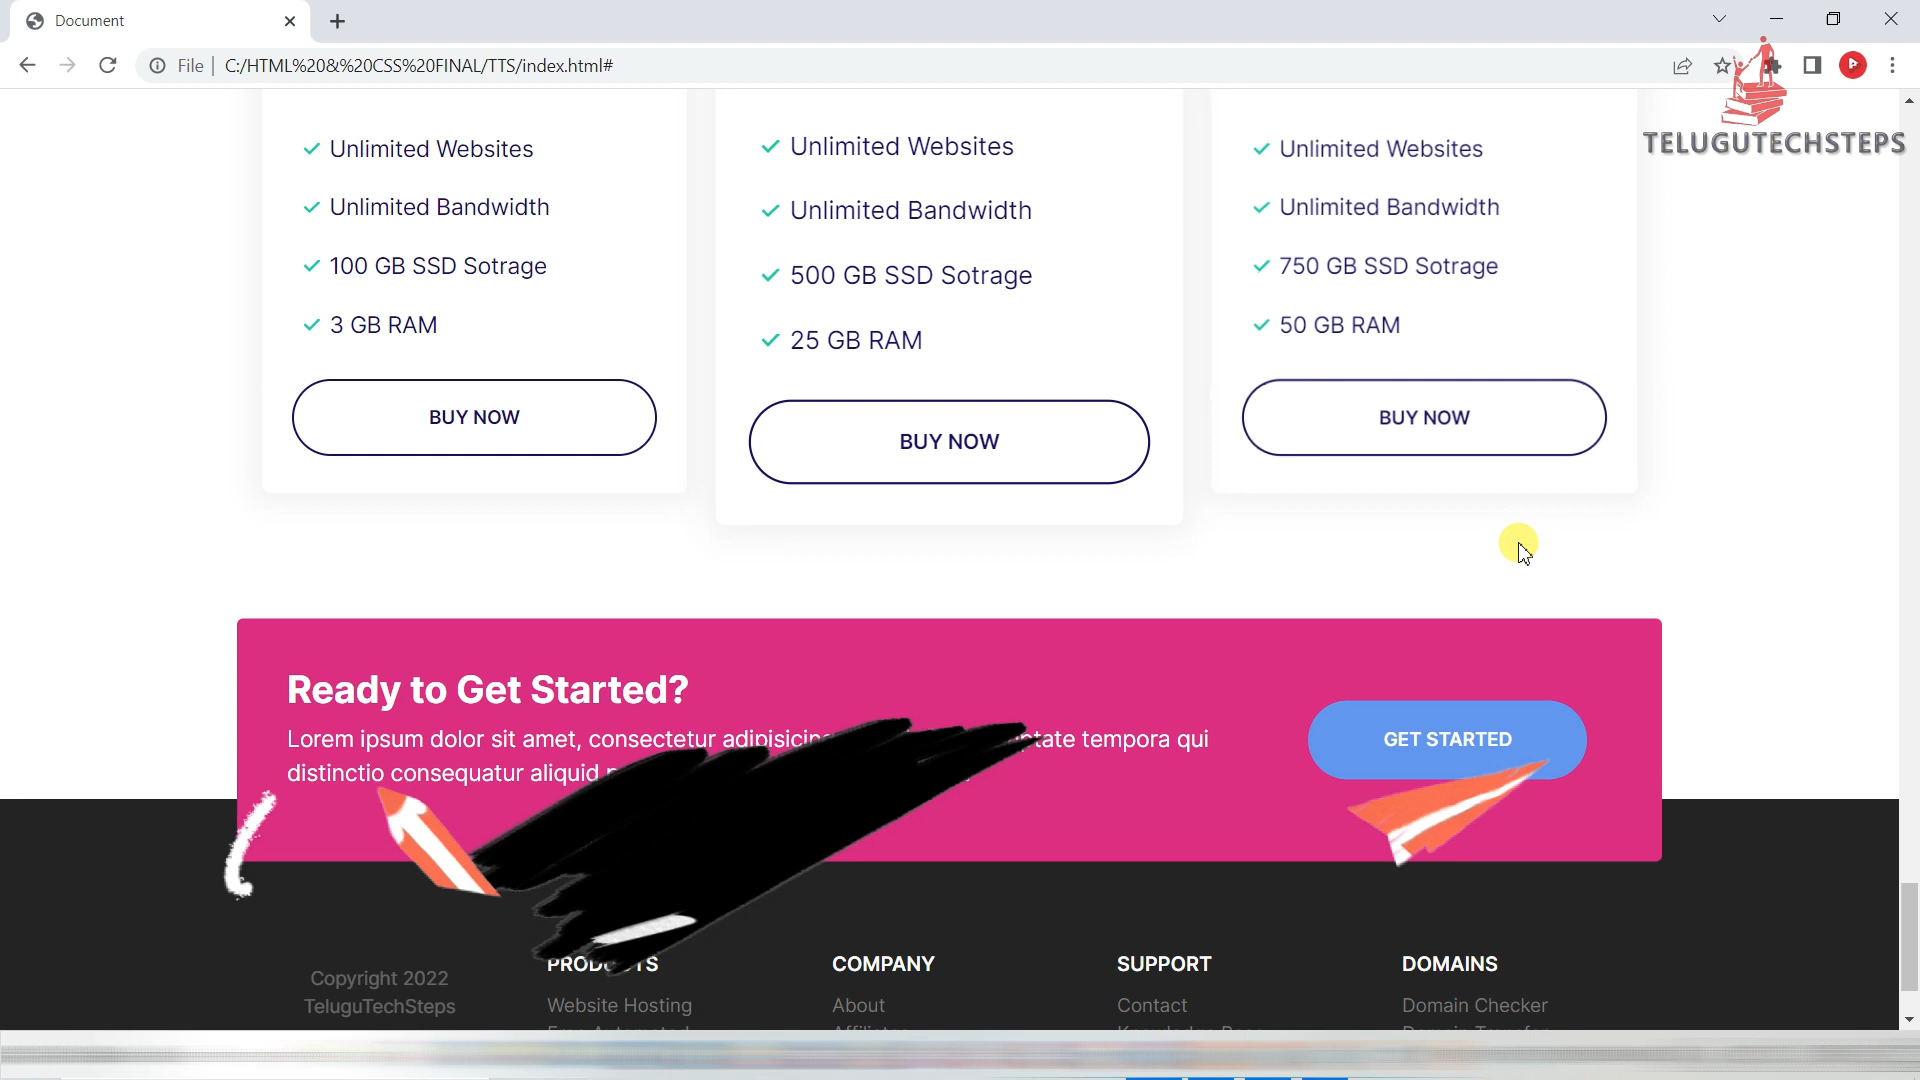 Document
File
C:/HTML%20&%20CSS%20FINAL/TTS/index.html#
TELUGUTECHSTEPS
Unlimited Websites
Unlimited Bandwidth
100 GB SSD Sotrage
3 GB RAM
BUY NOW
Unlimited Websites
Unlimited Bandwidth
500 GB SSD Sotrage
25 GB RAM
BUY NOW
Unlimited Websites
Unlimited Bandwidth
750 GB SSD Sotrage
50 GB RAM
BUY NOW
Ready to Get Started?
Lorem ipsum dolor sit amet, consectetur tempora qui
distinctio consequatur aliquid
GET STARTED
Copyright 2022
TeluguTechSteps
Website Hosting
COMPANY
About
SUPPORT
Contact
DOMAINS
Domain Checker